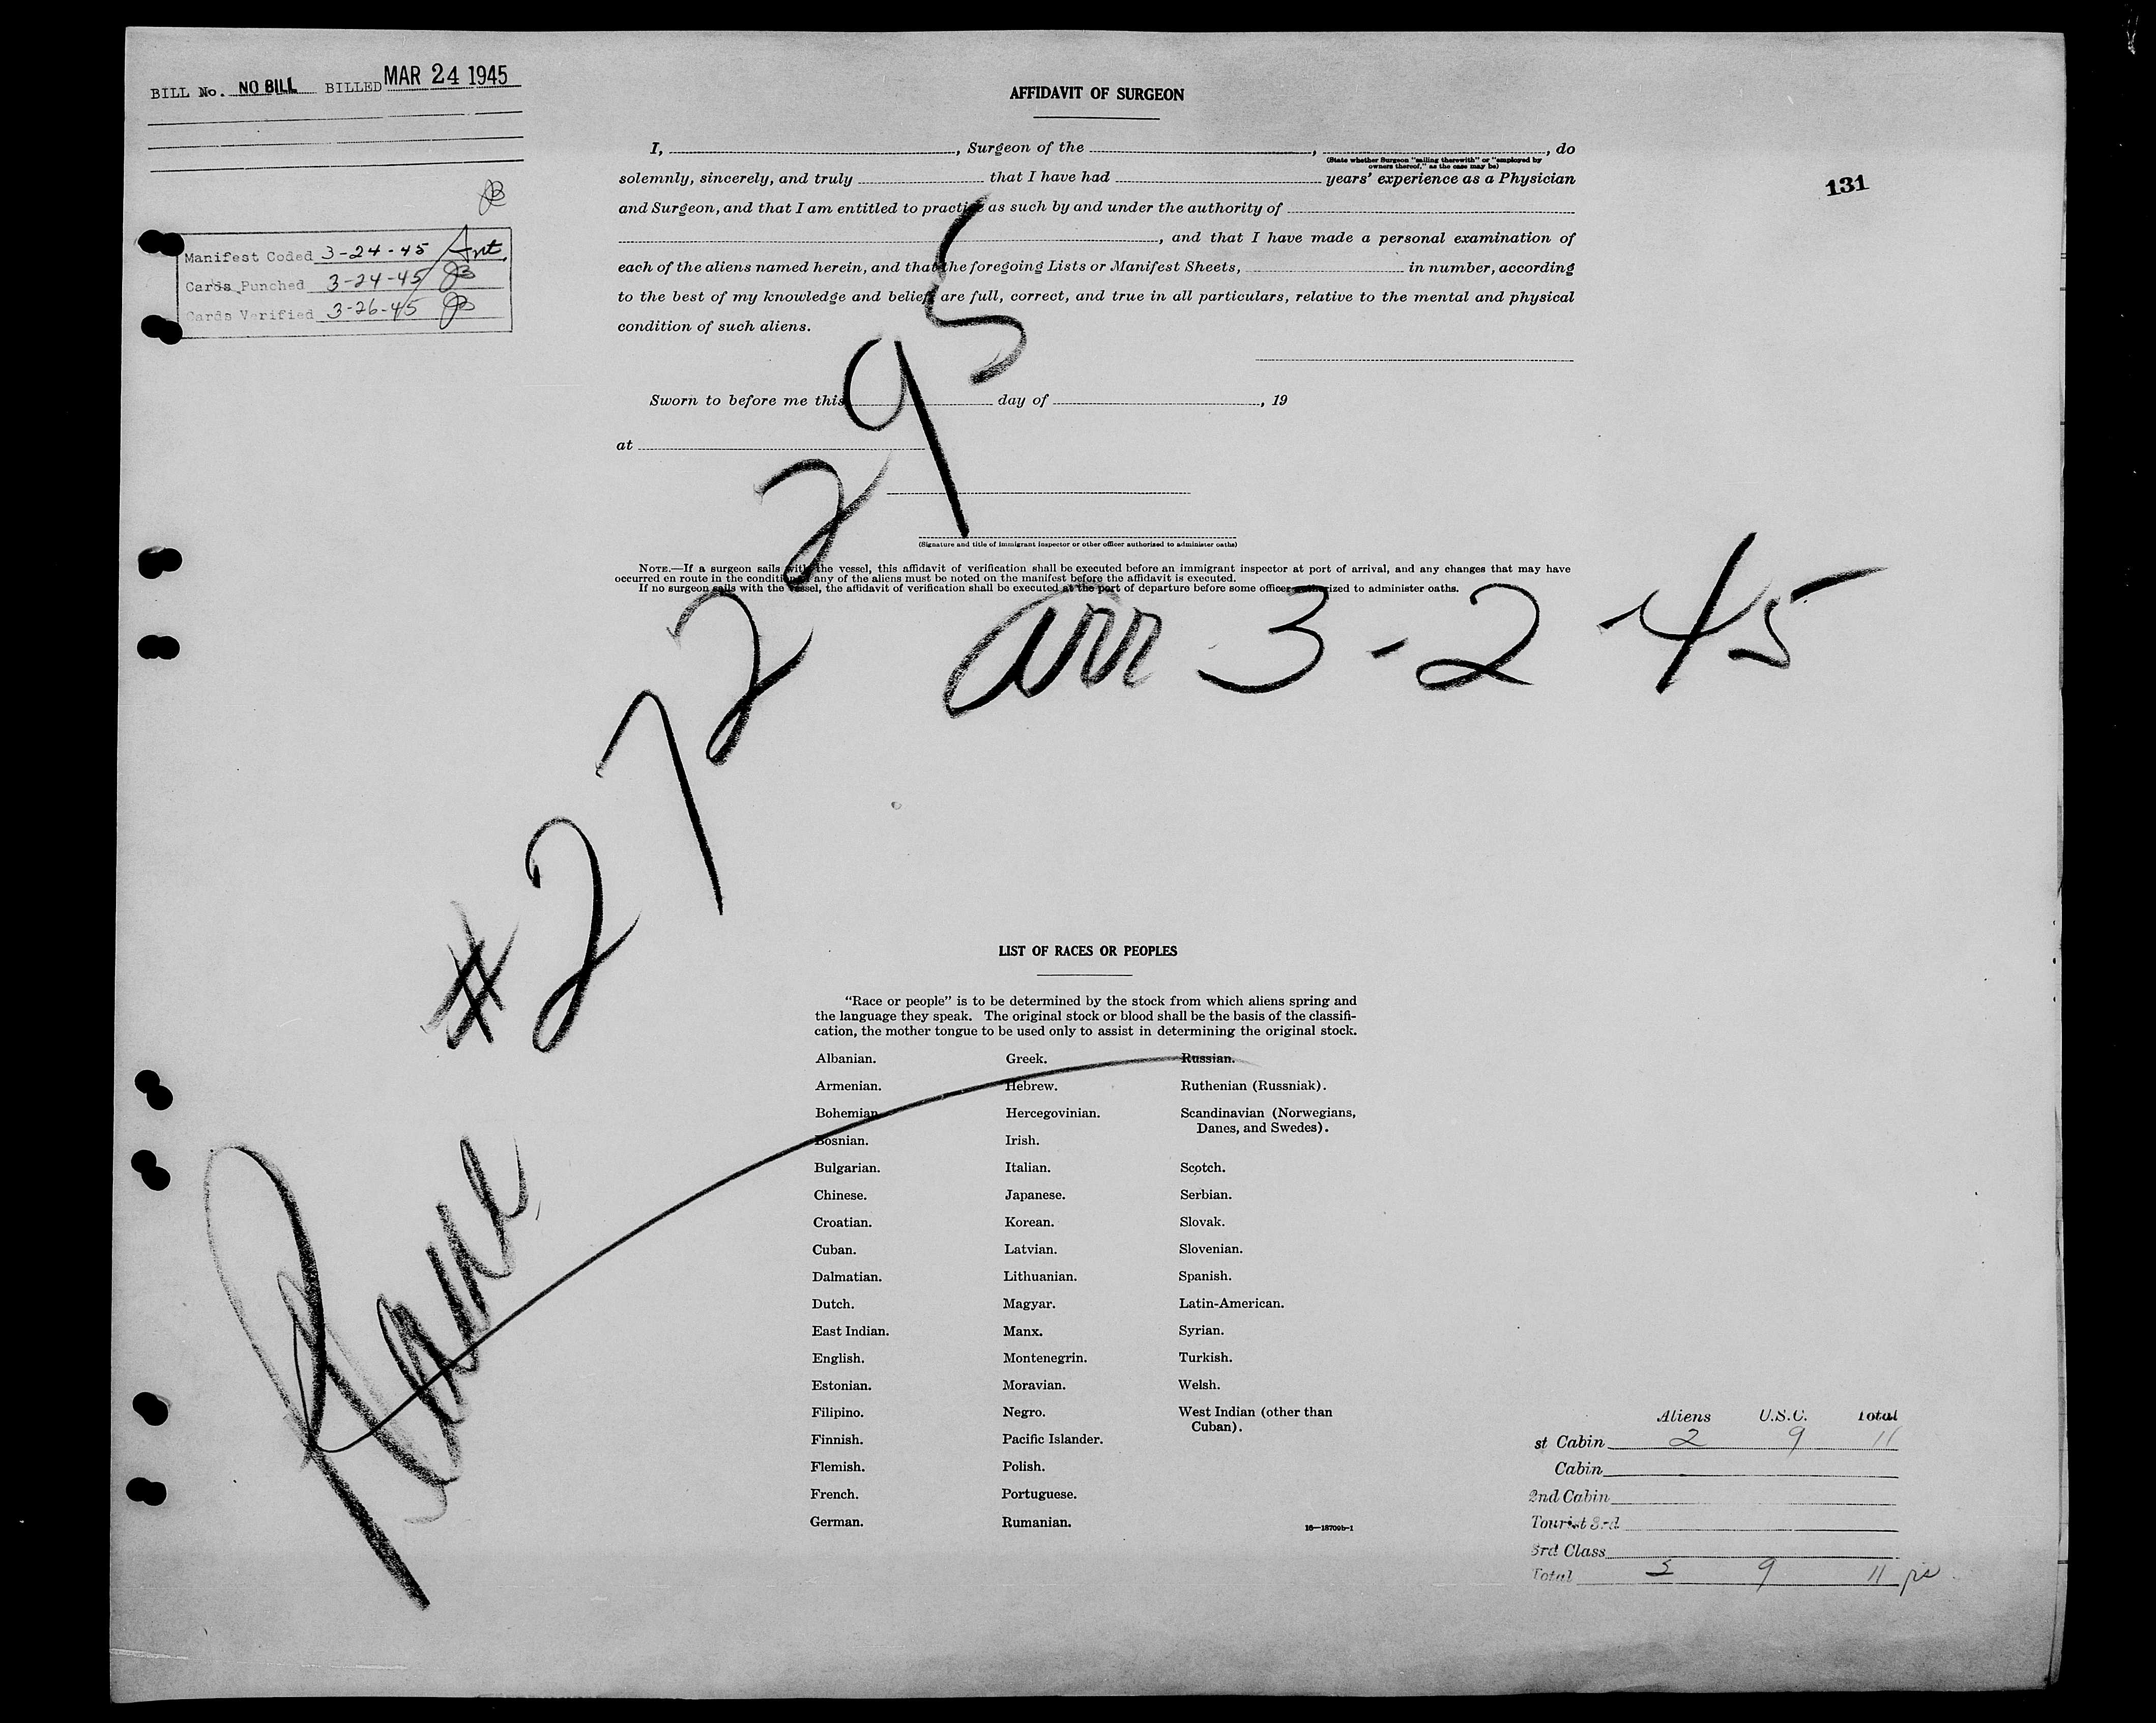 BILL No. NO BILL BILLED MAR 24 1945
AFFIDAVIT OF SURGEON
I, , Surgeon of the , , do
(State whether Surgeon "sailing therewith" or "employed by
owners thereof," as the case may be)
solemnly, sincerely, and truly that I have had years' experience as a Physician
131
and Surgeon, and that I am entitled to practice as such by and under the authority of
, and that I have made a personal examination of
each of the aliens named herein, and that the foregoing Lists or Manifest Sheets, in number, according
to the best of my knowledge and belief, are full, correct, and true in all particulars, relative to the mental and physical
condition of such aliens.
Manifest Coded 3-24-45
Cards Punched 3-24-45
Cards Verified 3-26-45
Sworn to before me this day of , 19
at
(Signature and title of immigrant inspector or other officer authorized to administer oaths)
NOTE.—If a surgeon sails with the vessel, this affidavit of verification shall be executed before an immigrant inspector at port of arrival, and any changes that may have
occurred en route in the condition of any of the aliens must be noted on the manifest before the affidavit is executed.
If no surgeon sails with the vessel, the affidavit of verification shall be executed at the port of departure before some officer authorized to administer oaths.
arr 3-2-45
#272295
Plane
LIST OF RACES OR PEOPLES
"Race or people" is to be determined by the stock from which aliens spring and
the language they speak. The original stock or blood shall be the basis of the classifi-
cation, the mother tongue to be used only to assist in determining the original stock.
Albanian.
Armenian.
Bohemian.
Bosnian.
Bulgarian.
Chinese.
Croatian.
Cuban.
Dalmatian.
Dutch.
East Indian.
English.
Estonian.
Filipino.
Finnish.
Flemish.
French.
German.
Greek.
Hebrew.
Hercegovinian.
Irish.
Italian.
Japanese.
Korean.
Latvian.
Lithuanian.
Magyar.
Manx.
Montenegrin.
Moravian.
Negro.
Pacific Islander.
Polish.
Portuguese.
Rumanian.
Russian.
Ruthenian (Russniak).
Scandinavian (Norwegians,
Danes, and Swedes).
Scotch.
Serbian.
Slovak.
Slovenian.
Spanish.
Latin-American.
Syrian.
Turkish.
Welsh.
West Indian (other than
Cuban).
16—18709b-1
Aliens U.S.C. Total
st Cabin 2 9 11
Cabin
2nd Cabin
Tourist 3rd
3rd Class
Total 9 11